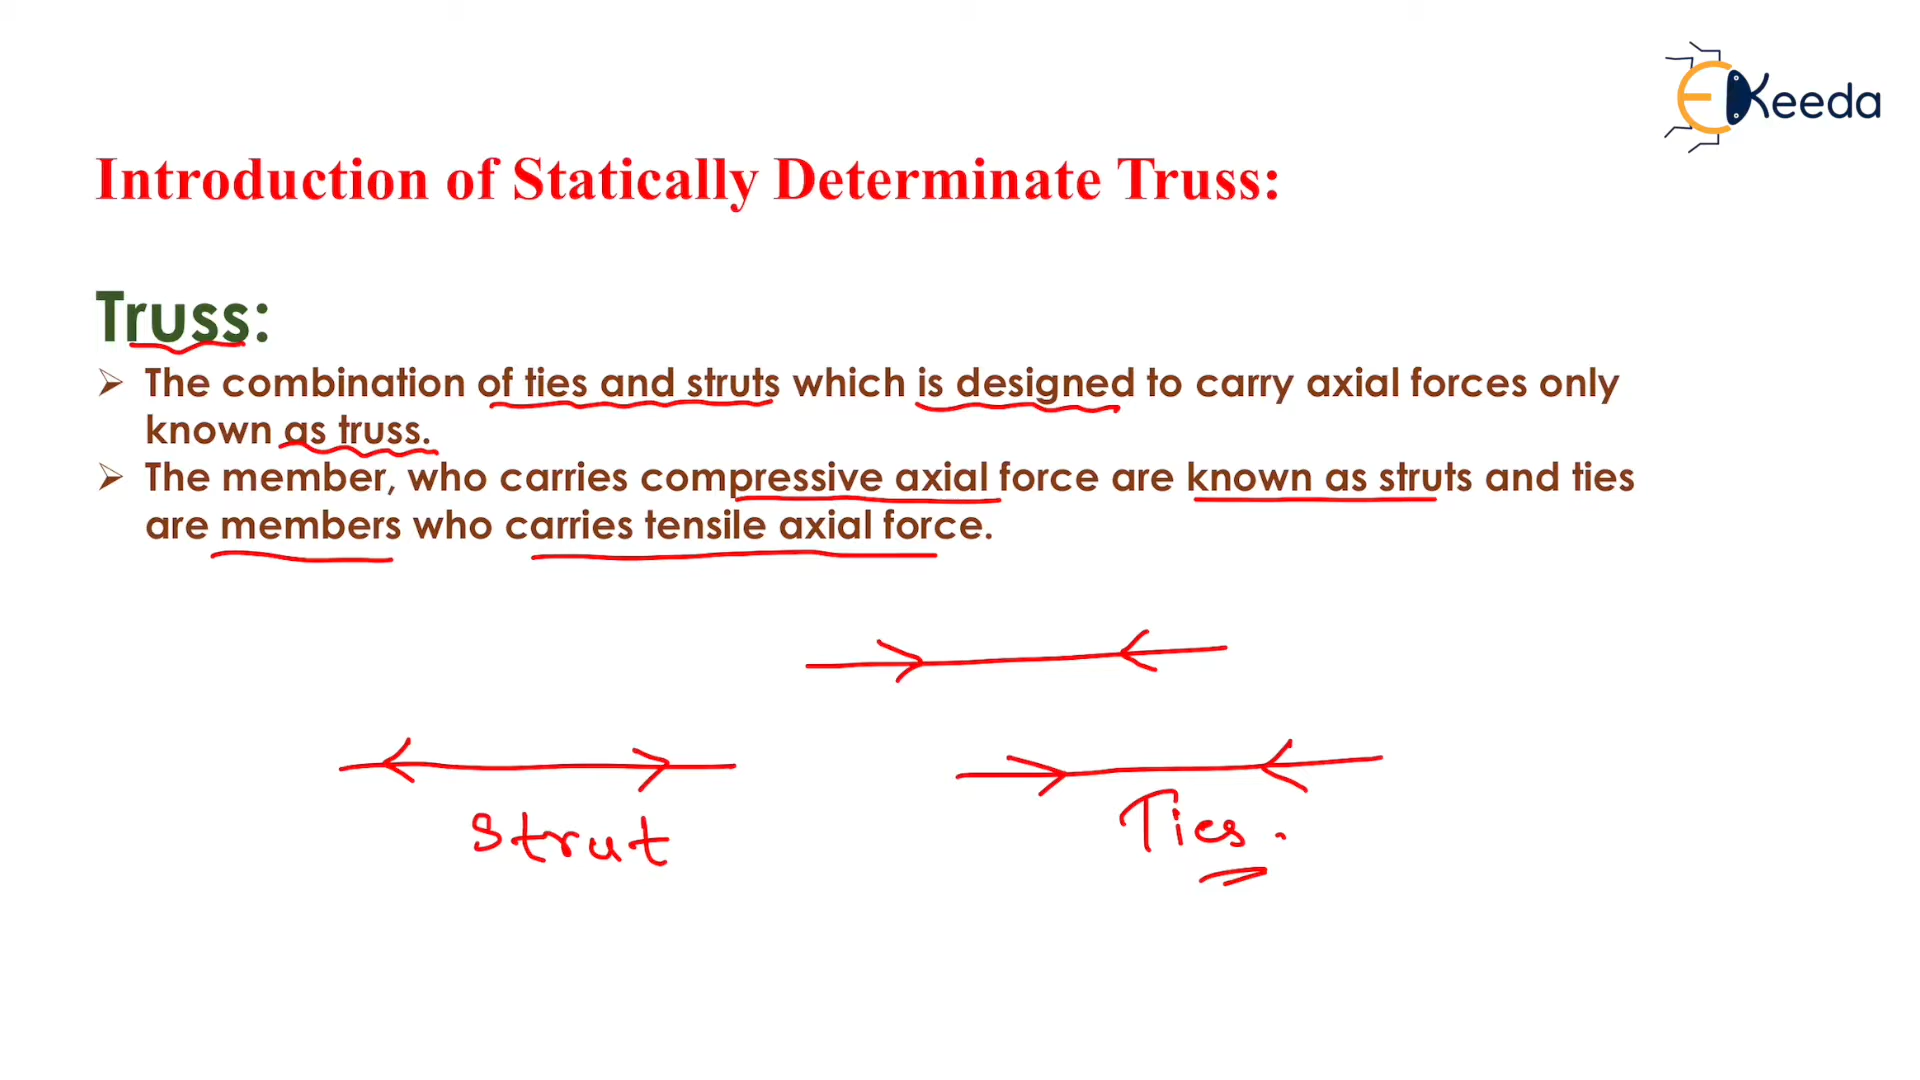 EKeeda
Introduction of Statically Determinate Truss:
Truss:
➢ The combination of ties and struts which is designed to carry axial forces only
known as truss.
➢ The member, who carries compressive axial force are known as struts and ties
are members who carries tensile axial force.
Strut
Ties.